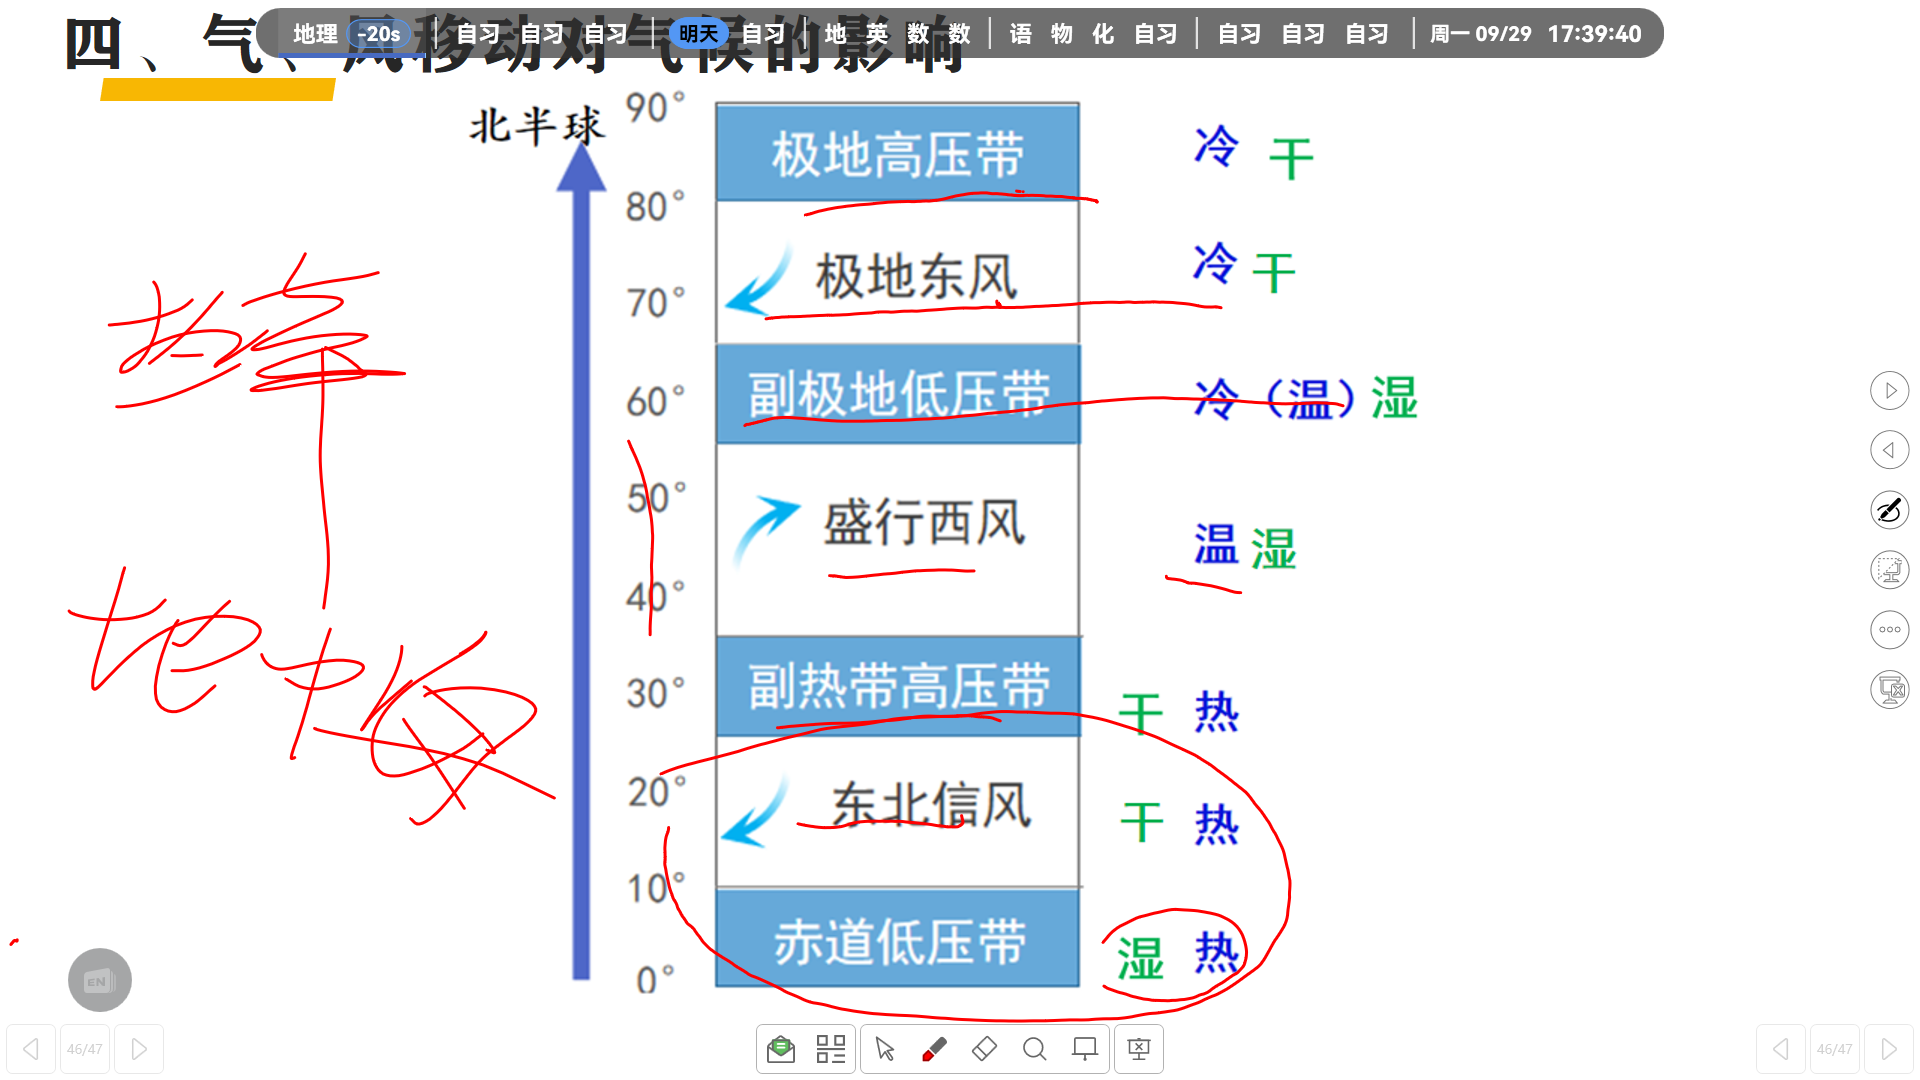 四、气、风移动对气候的影响
地理 -20s 自习 自习 自习 明天 自习 地 英 数 数 语 物 化 自习 自习 自习 自习 周一 09/29 17:39:40
北半球
90°
极地高压带 冷 干
80°
极地东风 冷 干
70°
副极地低压带 冷（温）湿
60°
50°
盛行西风 温 湿
40°
副热带高压带 干 热
30°
20°
东北信风 干 热
10°
赤道低压带 湿 热
0°
热带
地中海
EN
46/47
46/47